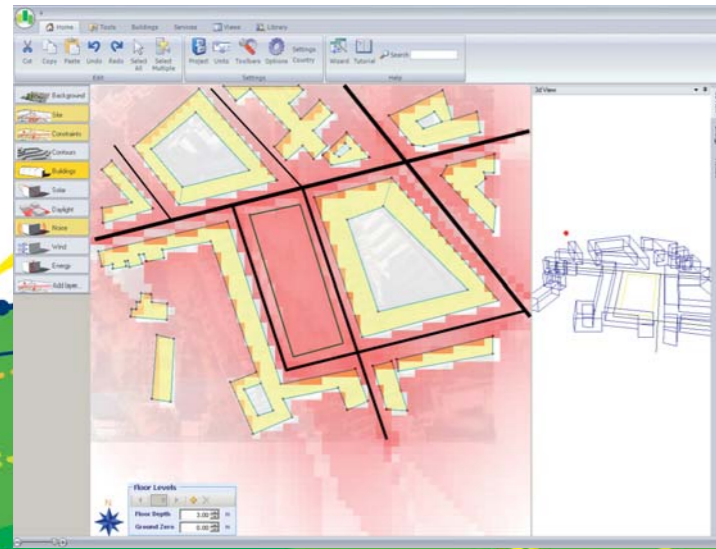 Home Tools Buildings Services Views Library
Cut Copy Paste Undo Redo Select All Select Multiple
Project Units Toolbars Options Settings Country
Wizard Tutorial Search
Edit Settings Help
Background
Site
Constraints
Contours
Buildings
Solar
Daylight
Noise
Wind
Energy
Add layer...
3d View
N
Floor Levels
Floor Depth 3.00 m
Ground Zero 0.00 m